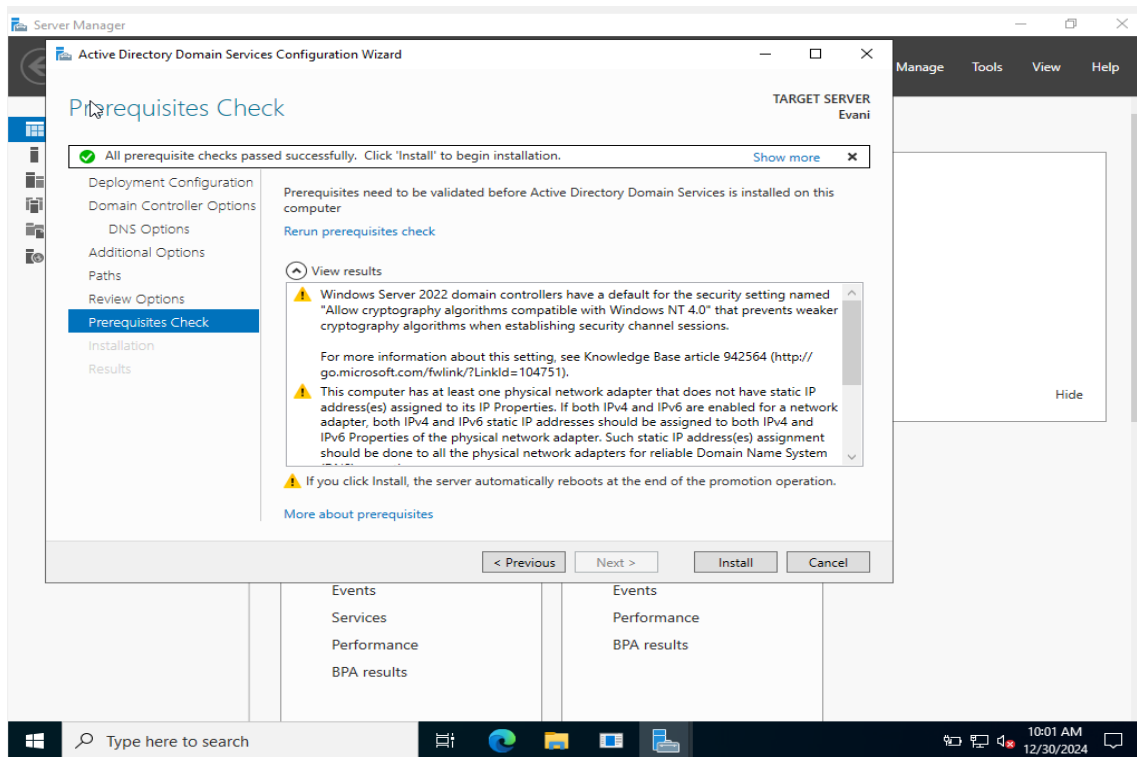 Server Manager
Active Directory Domain Services Configuration Wizard
Manage Tools View Help
Prerequisites Check
TARGET SERVER
Evani
All prerequisite checks passed successfully. Click 'Install' to begin installation.
Show more
Deployment Configuration
Domain Controller Options
DNS Options
Additional Options
Paths
Review Options
Prerequisites Check
Installation
Results
Prerequisites need to be validated before Active Directory Domain Services is installed on this
computer
Rerun prerequisites check
View results
Windows Server 2022 domain controllers have a default for the security setting named
"Allow cryptography algorithms compatible with Windows NT 4.0" that prevents weaker
cryptography algorithms when establishing security channel sessions.
For more information about this setting, see Knowledge Base article 942564 (http://
go.microsoft.com/fwlink/?LinkId=104751).
This computer has at least one physical network adapter that does not have static IP
address(es) assigned to its IP Properties. If both IPv4 and IPv6 are enabled for a network
adapter, both IPv4 and IPv6 static IP addresses should be assigned to both IPv4 and
IPv6 Properties of the physical network adapter. Such static IP address(es) assignment
should be done to all the physical network adapters for reliable Domain Name System
If you click Install, the server automatically reboots at the end of the promotion operation.
More about prerequisites
< Previous
Next >
Install
Cancel
Hide
Events
Services
Performance
BPA results
Events
Performance
BPA results
Type here to search
10:01 AM
12/30/2024